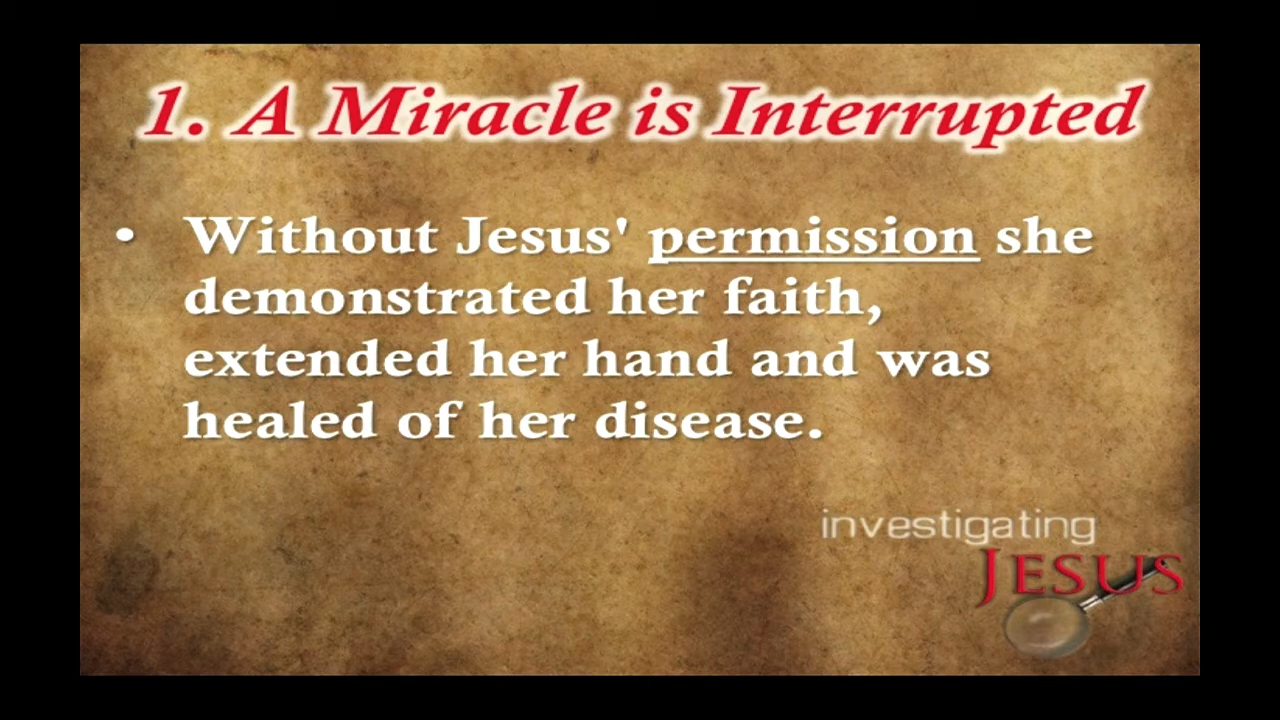 1. A Miracle is Interrupted
• Without Jesus' permission she
demonstrated her faith,
extended her hand and was
healed of her disease.
investigating
JESUS